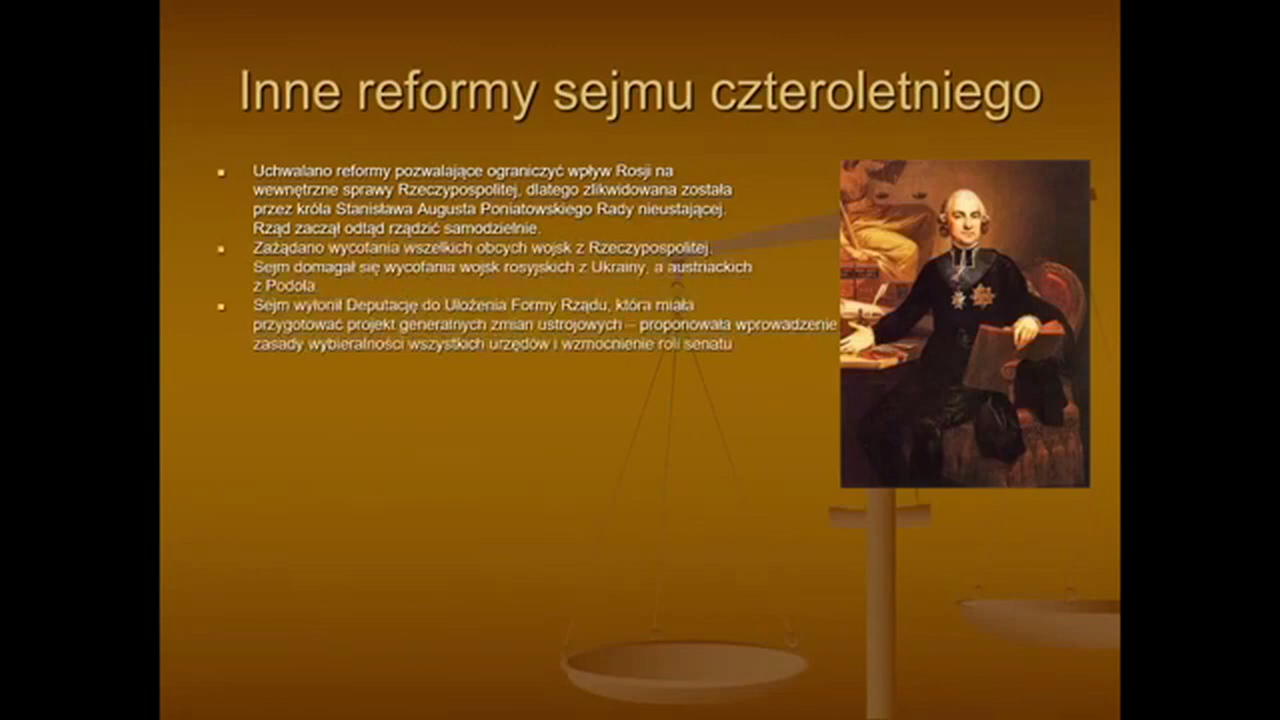 Inne reformy sejmu czteroletniego
Uchwalano reformy pozwalające ograniczyć wpływ Rosji na
wewnętrzne sprawy Rzeczypospolitej, dlatego zlikwidowana została
przez króla Stanisława Augusta Poniatowskiego Rady nieustającej.
Rząd zaczął odtąd rządzić samodzielnie.
Zażądano wycofania wszelkich obcych wojsk z Rzeczypospolitej.
Sejm domagał się wycofania wojsk rosyjskich z Ukrainy, a austriackich
z Podola
Sejm wyłonił Deputację do Ułożenia Formy Rządu, która miała
przygotować projekt generalnych zmian ustrojowych – proponowała wprowadzenie
zasady wybieralności wszystkich urzędów i wzmocnienie roli senatu